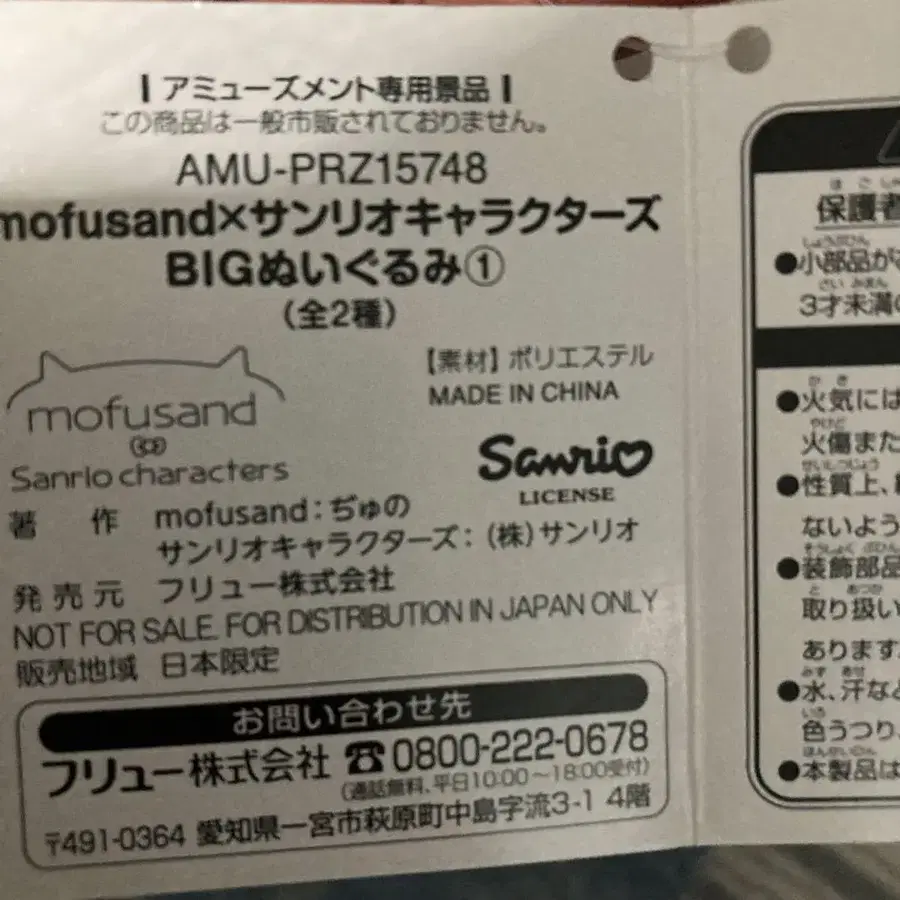 | アミューズメント専用景品 |
この商品は一般市販されておりません。
AMU-PRZ15748
mofusand×サンリオキャラクターズ
BIGぬいぐるみ①
(全2種)
【素材】ポリエステル
MADE IN CHINA
mofusand
Sanrio characters
Sanrio
LICENSE
著 作 mofusand:ぢゅの
サンリオキャラクターズ:(株)サンリオ
発売元 フリュー株式会社
NOT FOR SALE. FOR DISTRIBUTION IN JAPAN ONLY
販売地域 日本限定
お問い合わせ先
フリュー株式会社 ☎0800-222-0678
(通話無料、平日10:00〜18:00受付)
〒491-0364 愛知県一宮市萩原町中島字流3-1 4階
保護者
●小部品が
3才未満の
●火気には
火傷また
●性質上、
ないよう
●装飾部品
取り扱い
あります
●水、汗など
色うつり、
●本製品は